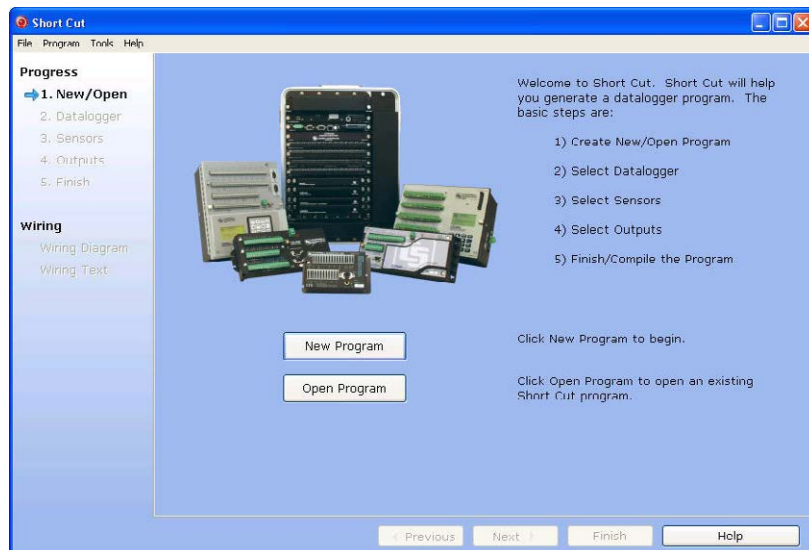 Short Cut
File Program Tools Help
Progress
1. New/Open
2. Datalogger
3. Sensors
4. Outputs
5. Finish
Wiring
Wiring Diagram
Wiring Text
Welcome to Short Cut. Short Cut will help
you generate a datalogger program. The
basic steps are:
1) Create New/Open Program
2) Select Datalogger
3) Select Sensors
4) Select Outputs
5) Finish/Compile the Program
New Program
Click New Program to begin.
Open Program
Click Open Program to open an existing
Short Cut program.
< Previous
Next >
Finish
Help